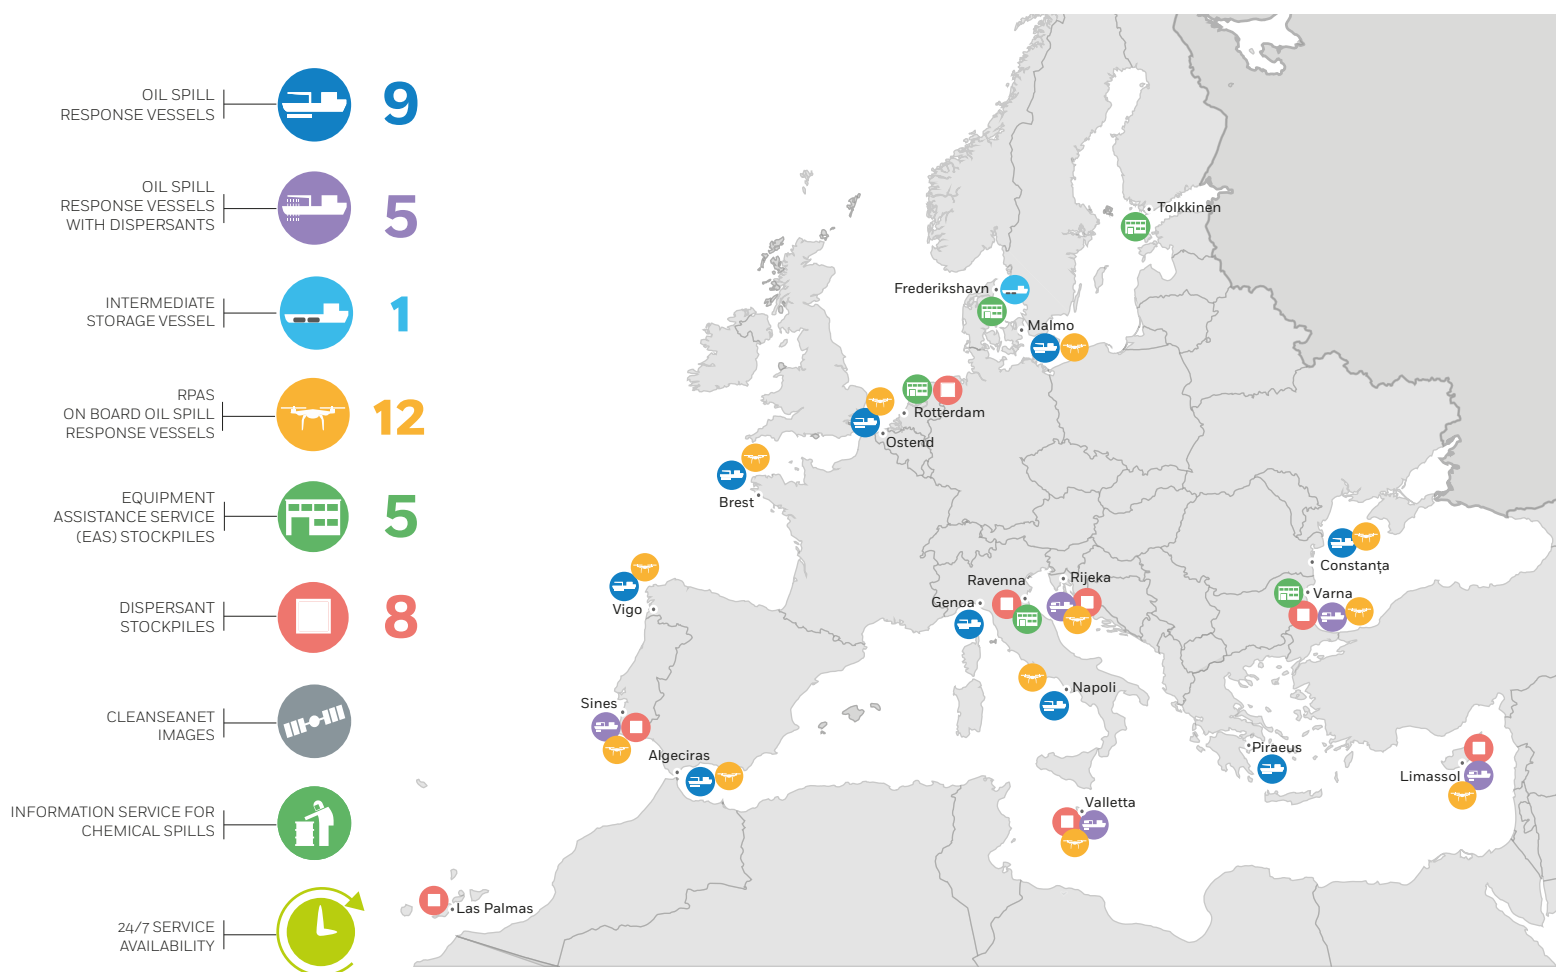 OIL SPILL
RESPONSE VESSELS
9
OIL SPILL
RESPONSE VESSELS
WITH DISPERSANTS
5
INTERMEDIATE
STORAGE VESSEL
1
RPAS
ON BOARD OIL SPILL
RESPONSE VESSELS
12
EQUIPMENT
ASSISTANCE SERVICE
(EAS) STOCKPILES
5
DISPERSANT
STOCKPILES
8
CLEANSEANET
IMAGES
INFORMATION SERVICE FOR
CHEMICAL SPILLS
24/7 SERVICE
AVAILABILITY
Tolkkinen
Frederikshavn
Malmo
Rotterdam
Ostend
Brest
Constanța
Vigo
Ravenna
Rijeka
Genoa
Varna
Napoli
Sines
Algeciras
Piraeus
Limassol
Valletta
Las Palmas